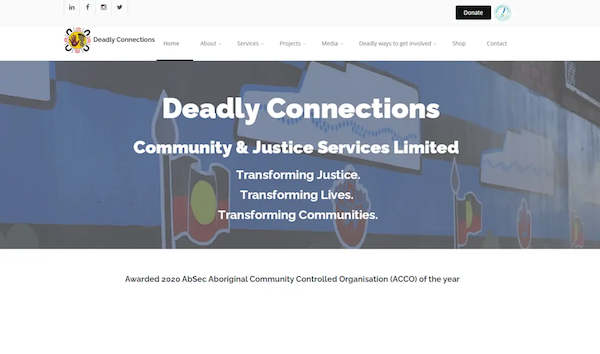 Donate
Deadly Connections
Home About Services Projects Media Deadly ways to get involved Shop Contact
Deadly Connections
Community & Justice Services Limited
Transforming Justice.
Transforming Lives.
Transforming Communities.
Awarded 2020 AbSec Aboriginal Community Controlled Organisation (ACCO) of the year